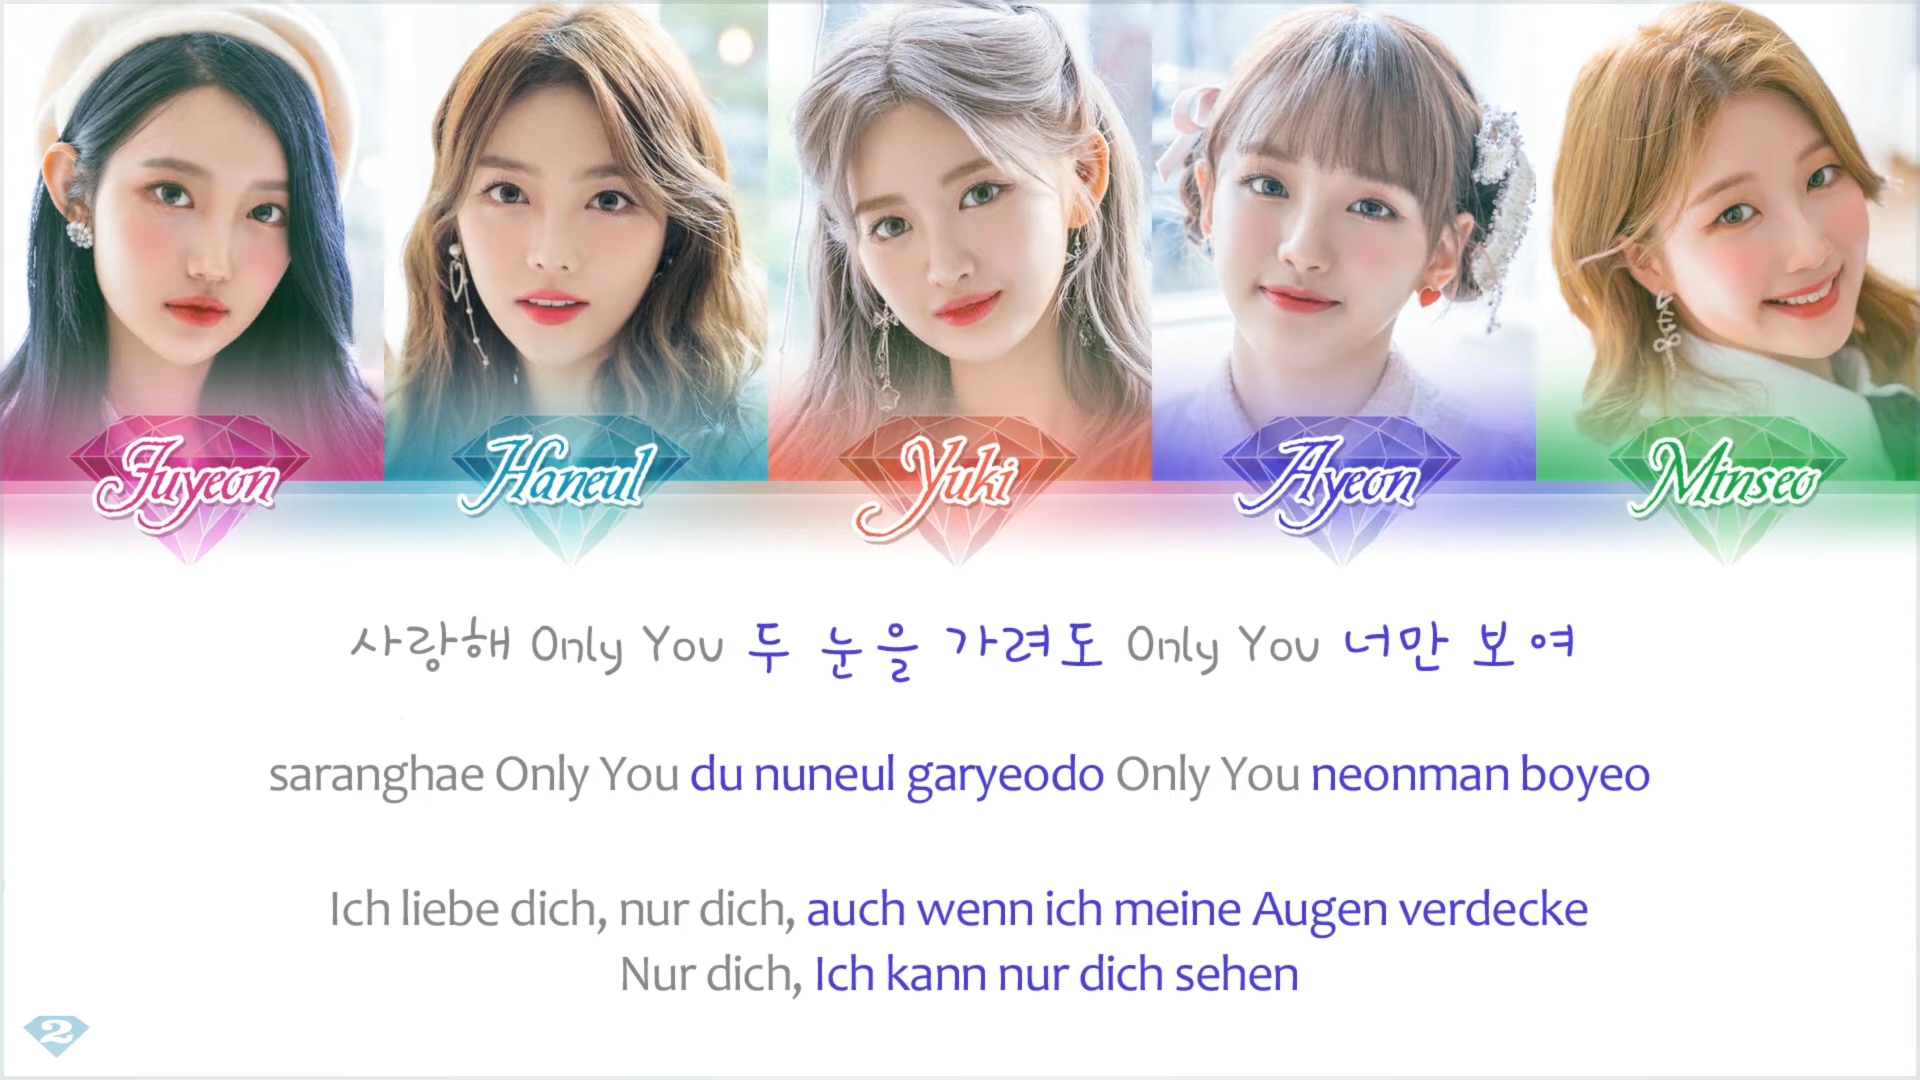 Juyeon Haneul Yuki Ayeon Minseo
사랑해 Only You 두 눈을 가려도 Only You 너만 보여
saranghae Only You du nuneul garyeodo Only You neonman boyeo
Ich liebe dich, nur dich, auch wenn ich meine Augen verdecke
Nur dich, Ich kann nur dich sehen
2